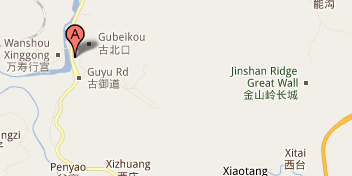 能沟
Gubeikou
古北口
A
Wanshou
Xinggong
万寿行宫
Guyu Rd
古御道
Jinshan Ridge
Great Wall
金山岭长城
Xitai
西台
Penyao
Xizhuang
Xiaotang